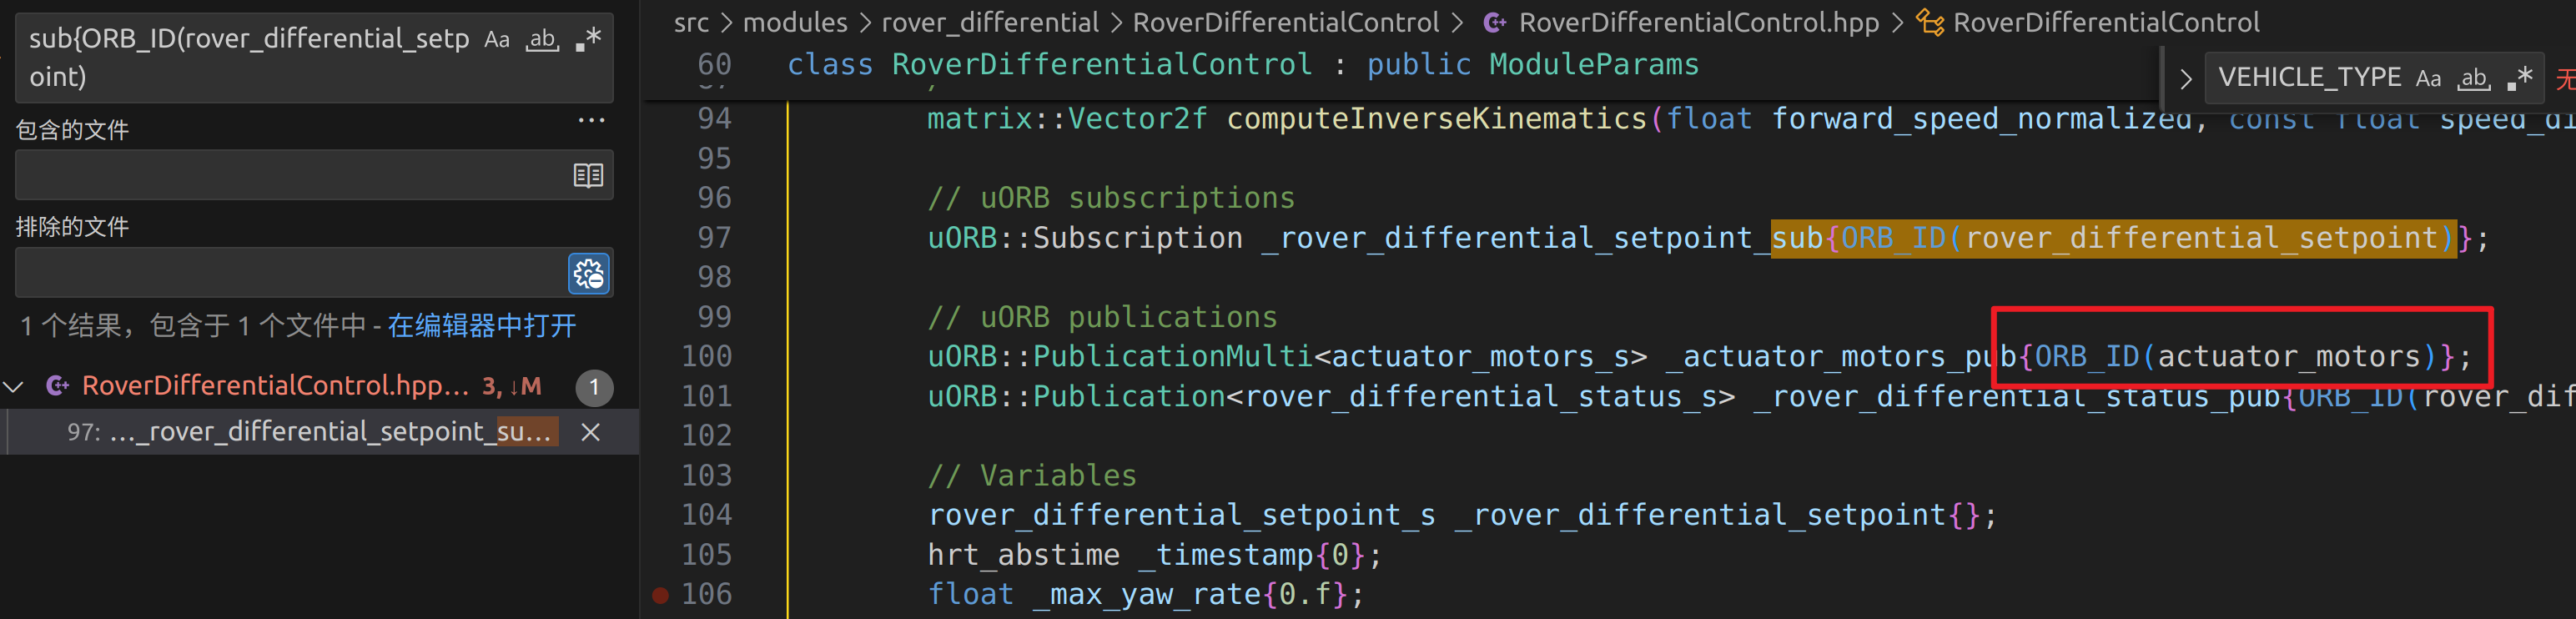 sub{ORB_ID(rover_differential_setp
oint)
Aa ab .*
包含的文件
...
排除的文件
1 个结果，包含于 1 个文件中 - 在编辑器中打开
RoverDifferentialControl.hpp... 3, ↓M 1
97: ..._rover_differential_setpoint_su...
src > modules > rover_differential > RoverDifferentialControl > RoverDifferentialControl.hpp > RoverDifferentialControl
60 class RoverDifferentialControl : public ModuleParams
VEHICLE_TYPE Aa ab .* 无
94 matrix::Vector2f computeInverseKinematics(float forward_speed_normalized, const float speed_di
95
96 // uORB subscriptions
97 uORB::Subscription _rover_differential_setpoint_sub{ORB_ID(rover_differential_setpoint)};
98
99 // uORB publications
100 uORB::PublicationMulti<actuator_motors_s> _actuator_motors_pub{ORB_ID(actuator_motors)};
101 uORB::Publication<rover_differential_status_s> _rover_differential_status_pub{ORB_ID(rover_dif
102
103 // Variables
104 rover_differential_setpoint_s _rover_differential_setpoint{};
105 hrt_abstime _timestamp{0};
106 float _max_yaw_rate{0.f};